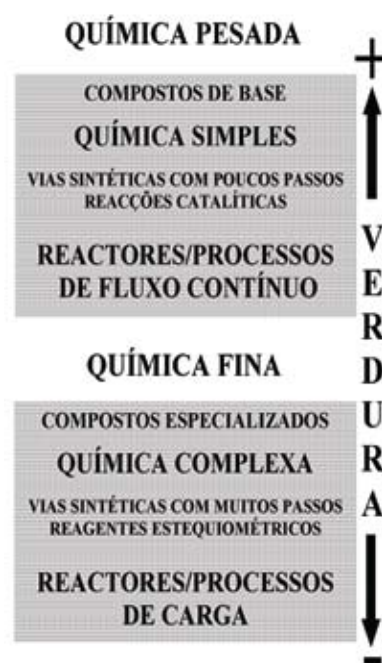 QUÍMICA PESADA
+
COMPOSTOS DE BASE
QUÍMICA SIMPLES
VIAS SINTÉTICAS COM POUCOS PASSOS
REACÇÕES CATALÍTICAS
REACTORES/PROCESSOS
DE FLUXO CONTÍNUO
QUÍMICA FINA
COMPOSTOS ESPECIALIZADOS
QUÍMICA COMPLEXA
VIAS SINTÉTICAS COM MUITOS PASSOS
REAGENTES ESTEQUIOMÉTRICOS
REACTORES/PROCESSOS
DE CARGA
VERDURA
-